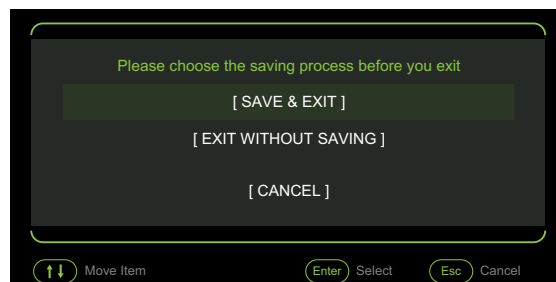 Please choose the saving process before you exit
[ SAVE & EXIT ]
[ EXIT WITHOUT SAVING ]
[ CANCEL ]
↑↓ Move Item Enter Select Esc Cancel